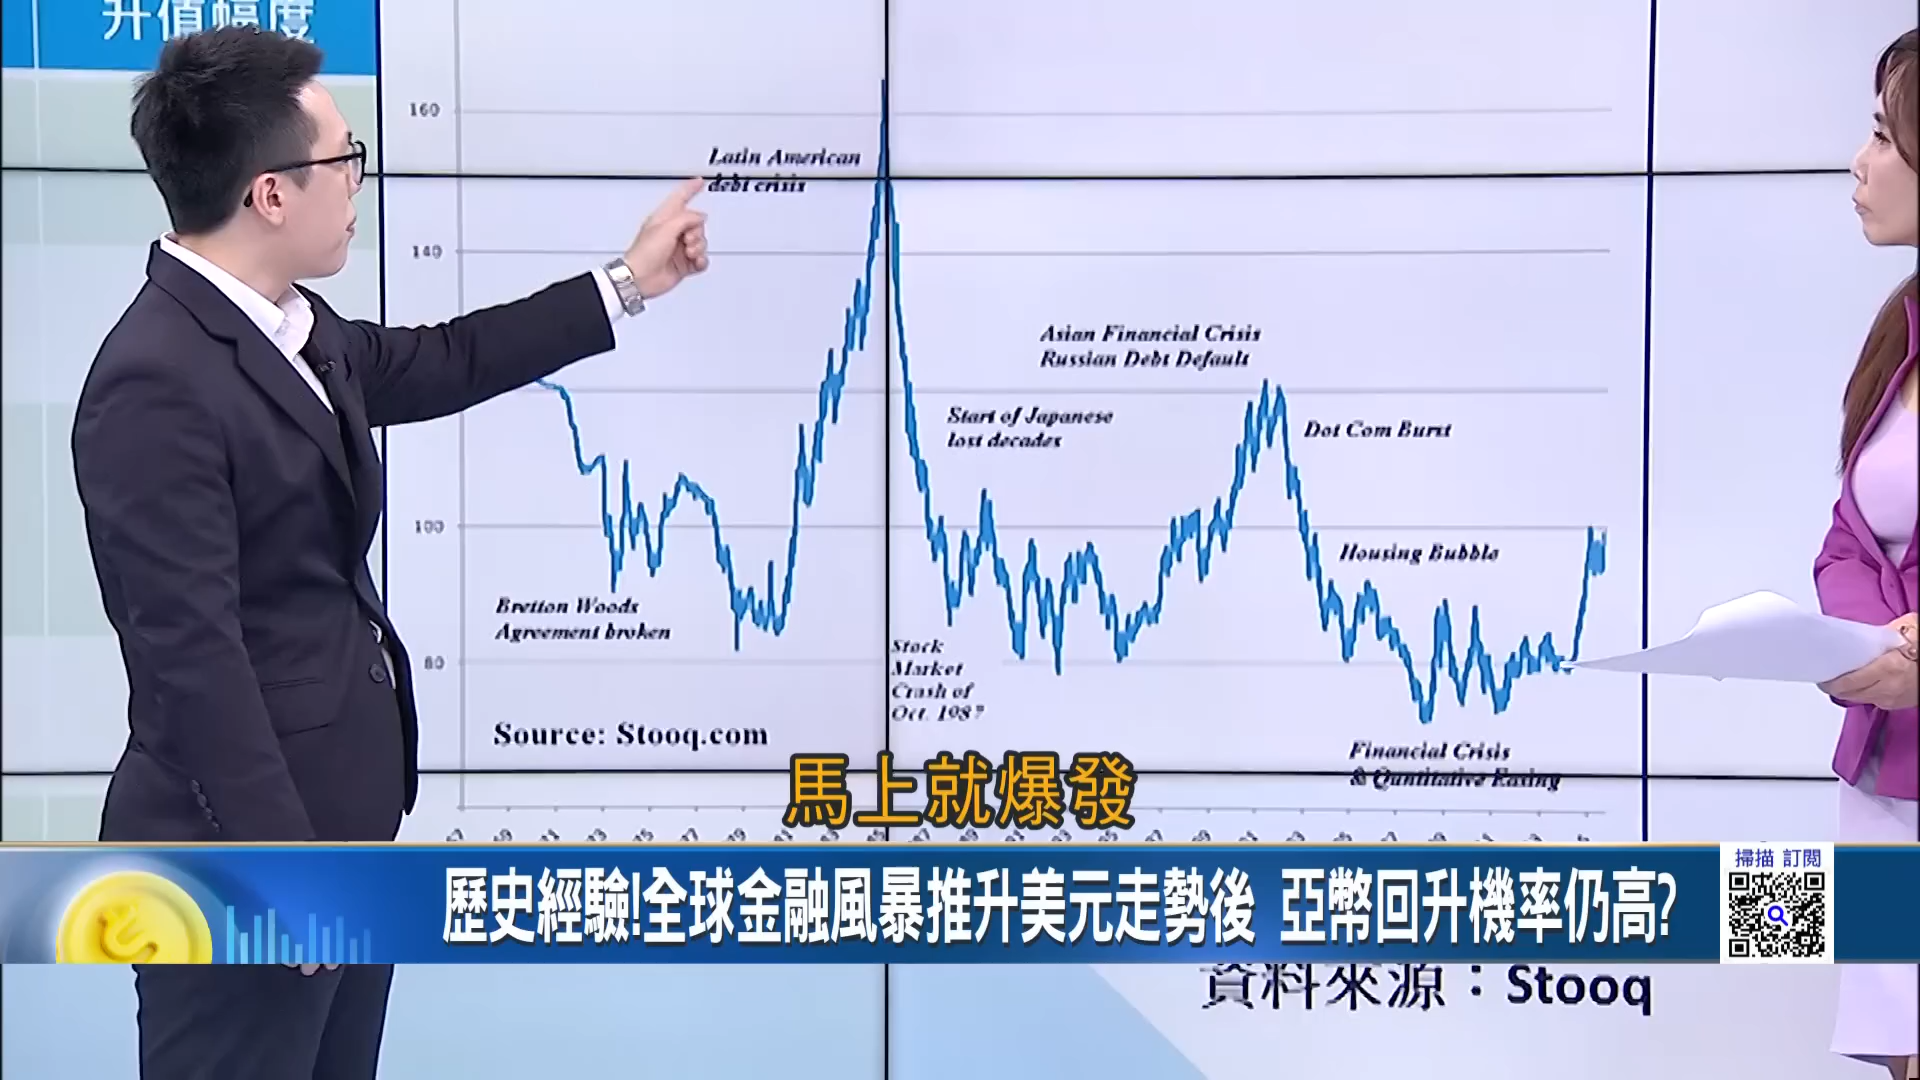 升值幅度
160
Latin American
debt crisis
140
Asian Financial Crisis
Russian Debt Default
Start of Japanese
lost decades
Dot Com Burst
100
Housing Bubble
Bretton Woods
Agreement broken
80
Stock
Market
Crash of
Oct. 1987
Source: Stooq.com
Financial Crisis
& Quntitative Easing
馬上就爆發
掃描 訂閱
歷史經驗!全球金融風暴推升美元走勢後 亞幣回升機率仍高?
資料來源：Stooq